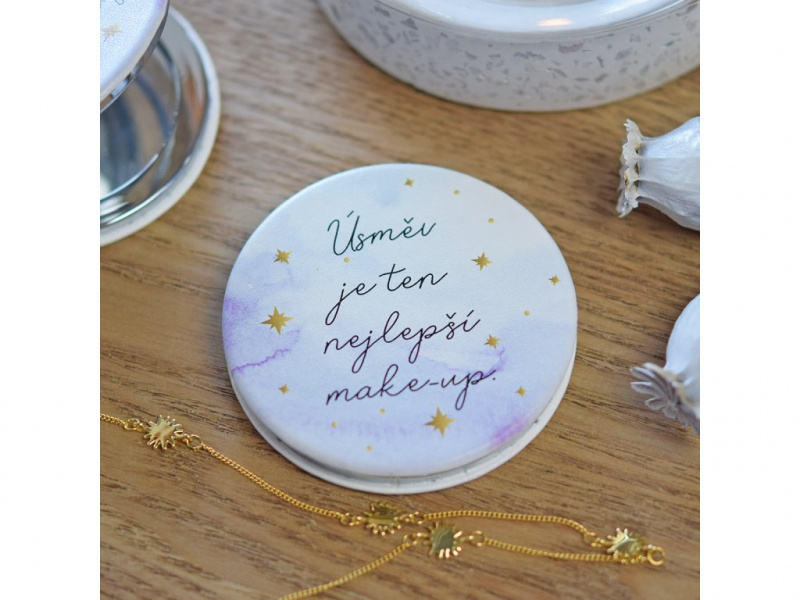 Úsměv
je ten
nejlepší
make-up.